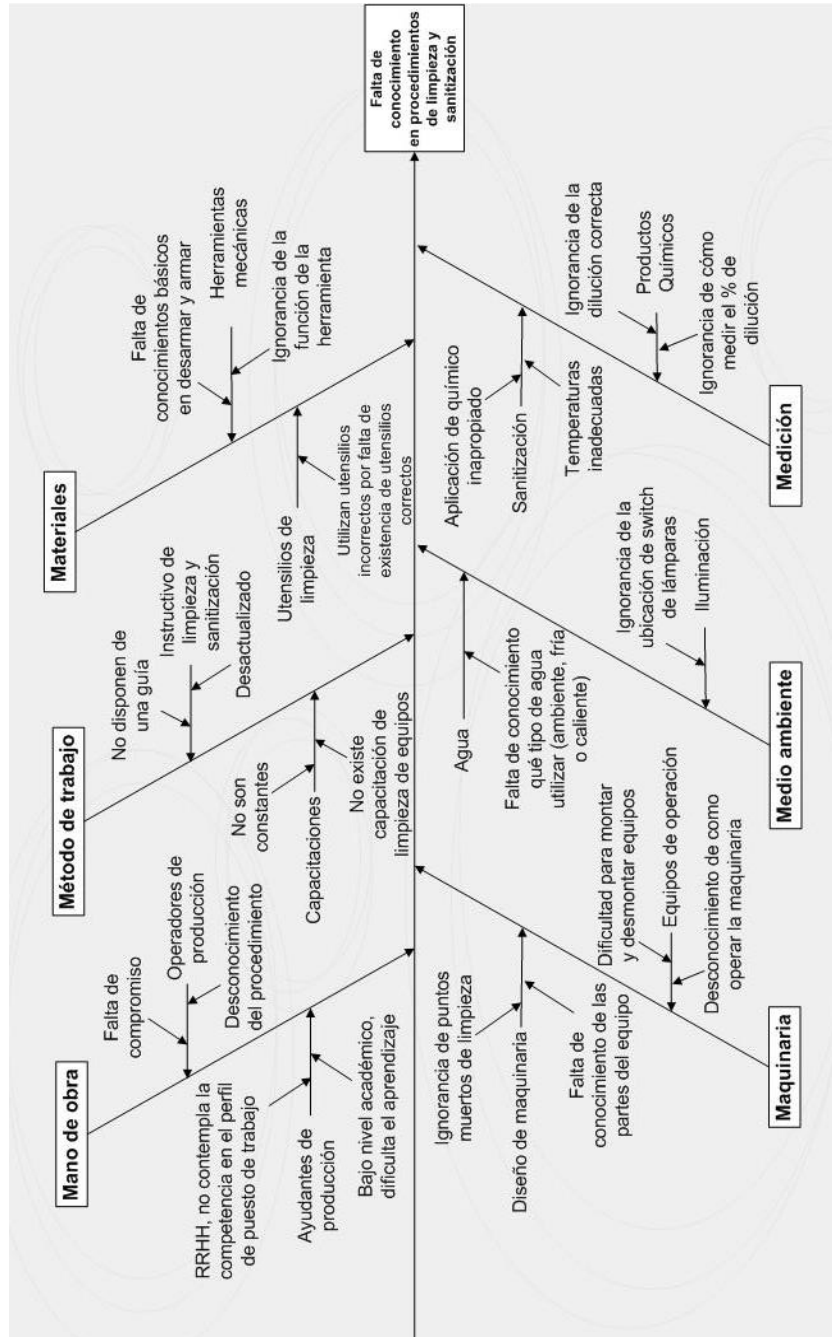 Mano de obra
Falta de
compromiso
Operadores de
producción
Desconocimiento
del procedimiento
RRHH, no contempla la
competencia en el perfil
de puesto de trabajo
Ayudantes de
producción
Bajo nivel académico,
dificulta el aprendizaje
Método de trabajo
No disponen de
una guía
Instructivo de
limpieza y
sanitización
Desactualizado
No son
constantes
Capacitaciones
No existe
capacitación de
limpieza de equipos
Materiales
Falta de
conocimientos básicos
en desarmar y armar
Herramientas
mecánicas
Ignorancia de la
función de la
herramienta
Utensilios de
limpieza
Utilizan utensilios
incorrectos por falta de
existencia de utensilios
correctos
Falta de
conocimiento
en procedimientos
de limpieza y
sanitización
Ignorancia de puntos
muertos de limpieza
Diseño de maquinaria
Falta de
conocimiento de las
partes del equipo
Dificultad para montar
y desmontar equipos
Equipos de operación
Desconocimiento de como
operar la maquinaria
Maquinaria
Agua
Falta de conocimiento
qué tipo de agua
utilizar (ambiente, fría
o caliente)
Ignorancia de la
ubicación de switch
de lámparas
Iluminación
Medio ambiente
Aplicación de químico
inapropiado
Sanitización
Temperaturas
inadecuadas
Ignorancia de la
dilución correcta
Productos
Químicos
Ignorancia de cómo
medir el % de
dilución
Medición